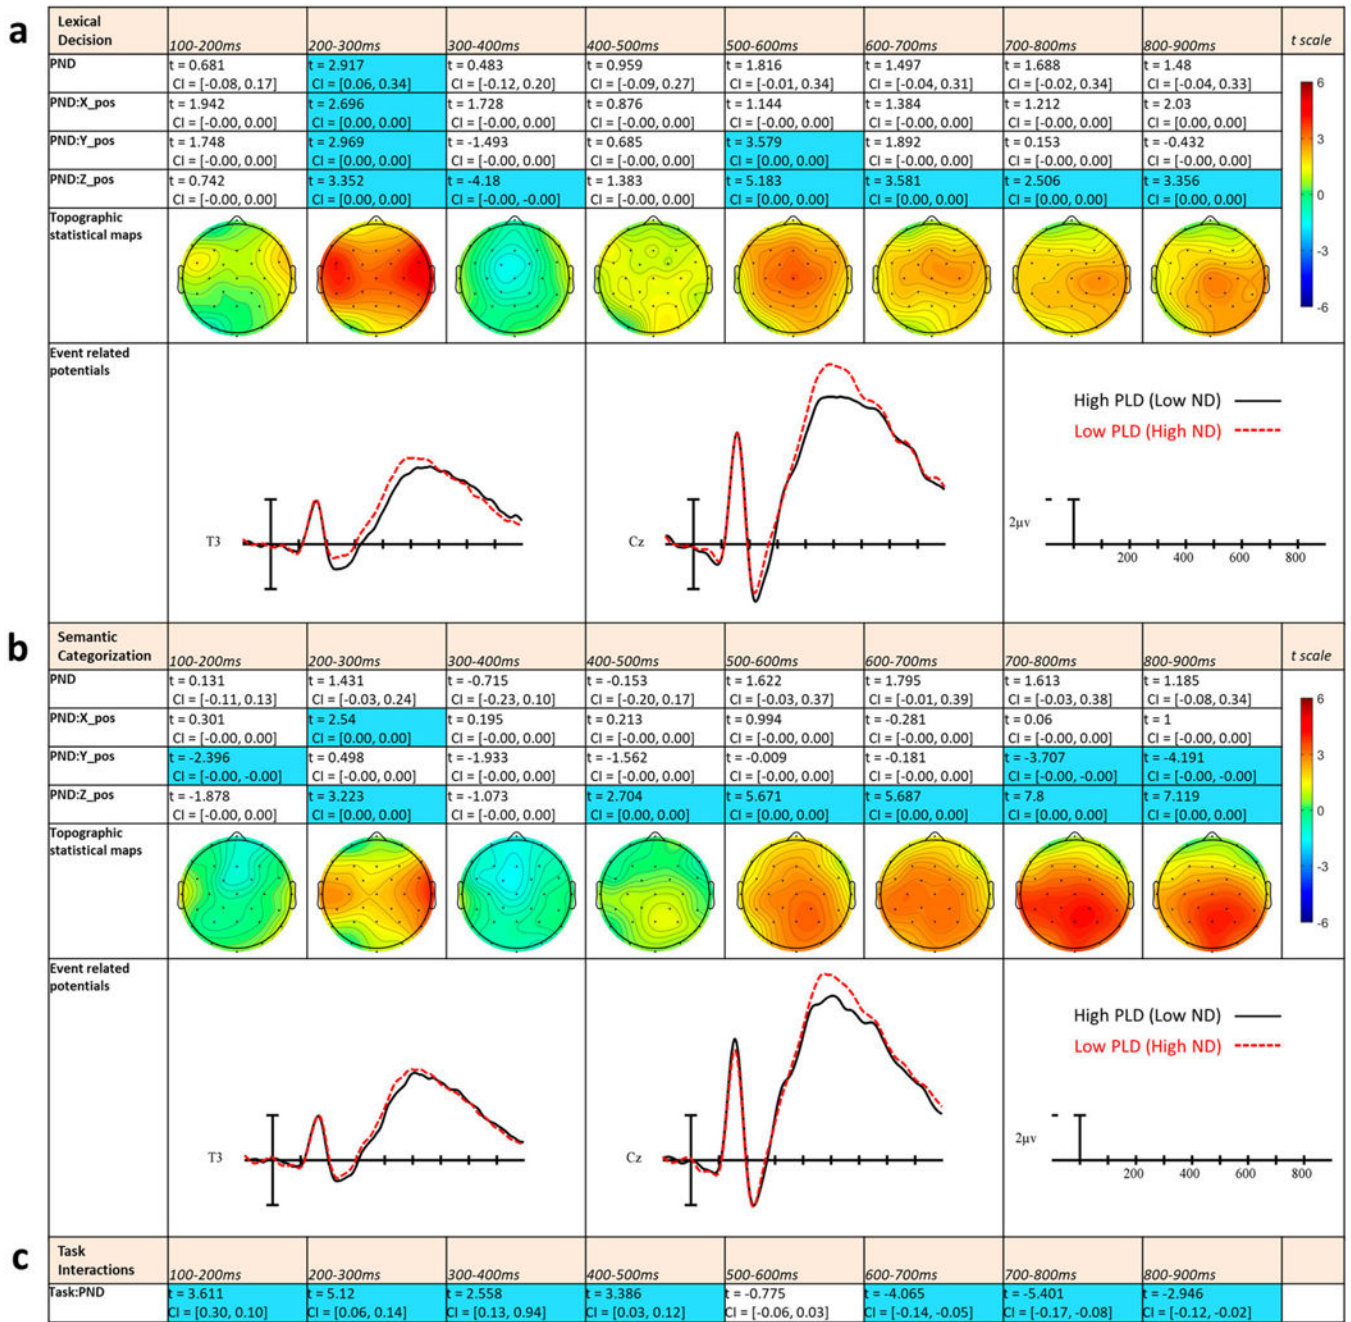 a
Lexical
Decision 100-200ms 200-300ms 300-400ms 400-500ms 500-600ms 600-700ms 700-800ms 800-900ms t scale
PND t = 0.681 t = 2.917 t = 0.483 t = 0.959 t = 1.816 t = 1.497 t = 1.688 t = 1.48
CI = [-0.08, 0.17] CI = [0.06, 0.34] CI = [-0.12, 0.20] CI = [-0.09, 0.27] CI = [-0.01, 0.34] CI = [-0.04, 0.31] CI = [-0.02, 0.34] CI = [-0.04, 0.33]
PND:X_pos t = 1.942 t = 2.696 t = 1.728 t = 0.876 t = 1.144 t = 1.384 t = 1.212 t = 2.03
CI = [-0.00, 0.00] CI = [0.00, 0.00] CI = [-0.00, 0.00] CI = [-0.00, 0.00] CI = [-0.00, 0.00] CI = [-0.00, 0.00] CI = [-0.00, 0.00] CI = [0.00, 0.00]
PND:Y_pos t = 1.748 t = 2.969 t = -1.493 t = 0.685 t = 3.579 t = 1.892 t = 0.153 t = -0.432
CI = [-0.00, 0.00] CI = [0.00, 0.00] CI = [-0.00, 0.00] CI = [-0.00, 0.00] CI = [0.00, 0.00] CI = [-0.00, 0.00] CI = [-0.00, 0.00] CI = [-0.00, 0.00]
PND:Z_pos t = 0.742 t = 3.352 t = -4.18 t = 1.383 t = 5.183 t = 3.581 t = 2.506 t = 3.356
CI = [-0.00, 0.00] CI = [0.00, 0.00] CI = [-0.00, -0.00] CI = [-0.00, 0.00] CI = [0.00, 0.00] CI = [0.00, 0.00] CI = [0.00, 0.00] CI = [0.00, 0.00]
Topographic
statistical maps
6
3
0
-3
-6
Event related
potentials
T3
Cz
High PLD (Low ND)
Low PLD (High ND)
2μv
200 400 600 800
b
Semantic
Categorization 100-200ms 200-300ms 300-400ms 400-500ms 500-600ms 600-700ms 700-800ms 800-900ms t scale
PND t = 0.131 t = 1.431 t = -0.715 t = -0.153 t = 1.622 t = 1.795 t = 1.613 t = 1.185
CI = [-0.11, 0.13] CI = [-0.03, 0.24] CI = [-0.23, 0.10] CI = [-0.20, 0.17] CI = [-0.03, 0.37] CI = [-0.01, 0.39] CI = [-0.03, 0.38] CI = [-0.08, 0.34]
PND:X_pos t = 0.301 t = 2.54 t = 0.195 t = 0.213 t = 0.994 t = -0.281 t = 0.06 t = 1
CI = [-0.00, 0.00] CI = [0.00, 0.00] CI = [-0.00, 0.00] CI = [-0.00, 0.00] CI = [-0.00, 0.00] CI = [-0.00, 0.00] CI = [-0.00, 0.00] CI = [-0.00, 0.00]
PND:Y_pos t = -2.396 t = 0.498 t = -1.933 t = -1.562 t = -0.009 t = -0.181 t = -3.707 t = -4.191
CI = [-0.00, -0.00] CI = [-0.00, 0.00] CI = [-0.00, 0.00] CI = [-0.00, 0.00] CI = [-0.00, 0.00] CI = [-0.00, 0.00] CI = [-0.00, -0.00] CI = [-0.00, -0.00]
PND:Z_pos t = -1.878 t = 3.223 t = -1.073 t = 2.704 t = 5.671 t = 5.687 t = 7.8 t = 7.119
CI = [-0.00, 0.00] CI = [0.00, 0.00] CI = [-0.00, 0.00] CI = [0.00, 0.00] CI = [0.00, 0.00] CI = [0.00, 0.00] CI = [0.00, 0.00] CI = [0.00, 0.00]
Topographic
statistical maps
6
3
0
-3
-6
Event related
potentials
T3
Cz
High PLD (Low ND)
Low PLD (High ND)
2μv
200 400 600 800
c
Task
Interactions 100-200ms 200-300ms 300-400ms 400-500ms 500-600ms 600-700ms 700-800ms 800-900ms
Task:PND t = 3.611 t = 5.12 t = 2.558 t = 3.386 t = -0.775 t = -4.065 t = -5.401 t = -2.946
CI = [0.30, 0.10] CI = [0.06, 0.14] CI = [0.13, 0.94] CI = [0.03, 0.12] CI = [-0.06, 0.03] CI = [-0.14, -0.05] CI = [-0.17, -0.08] CI = [-0.12, -0.02]